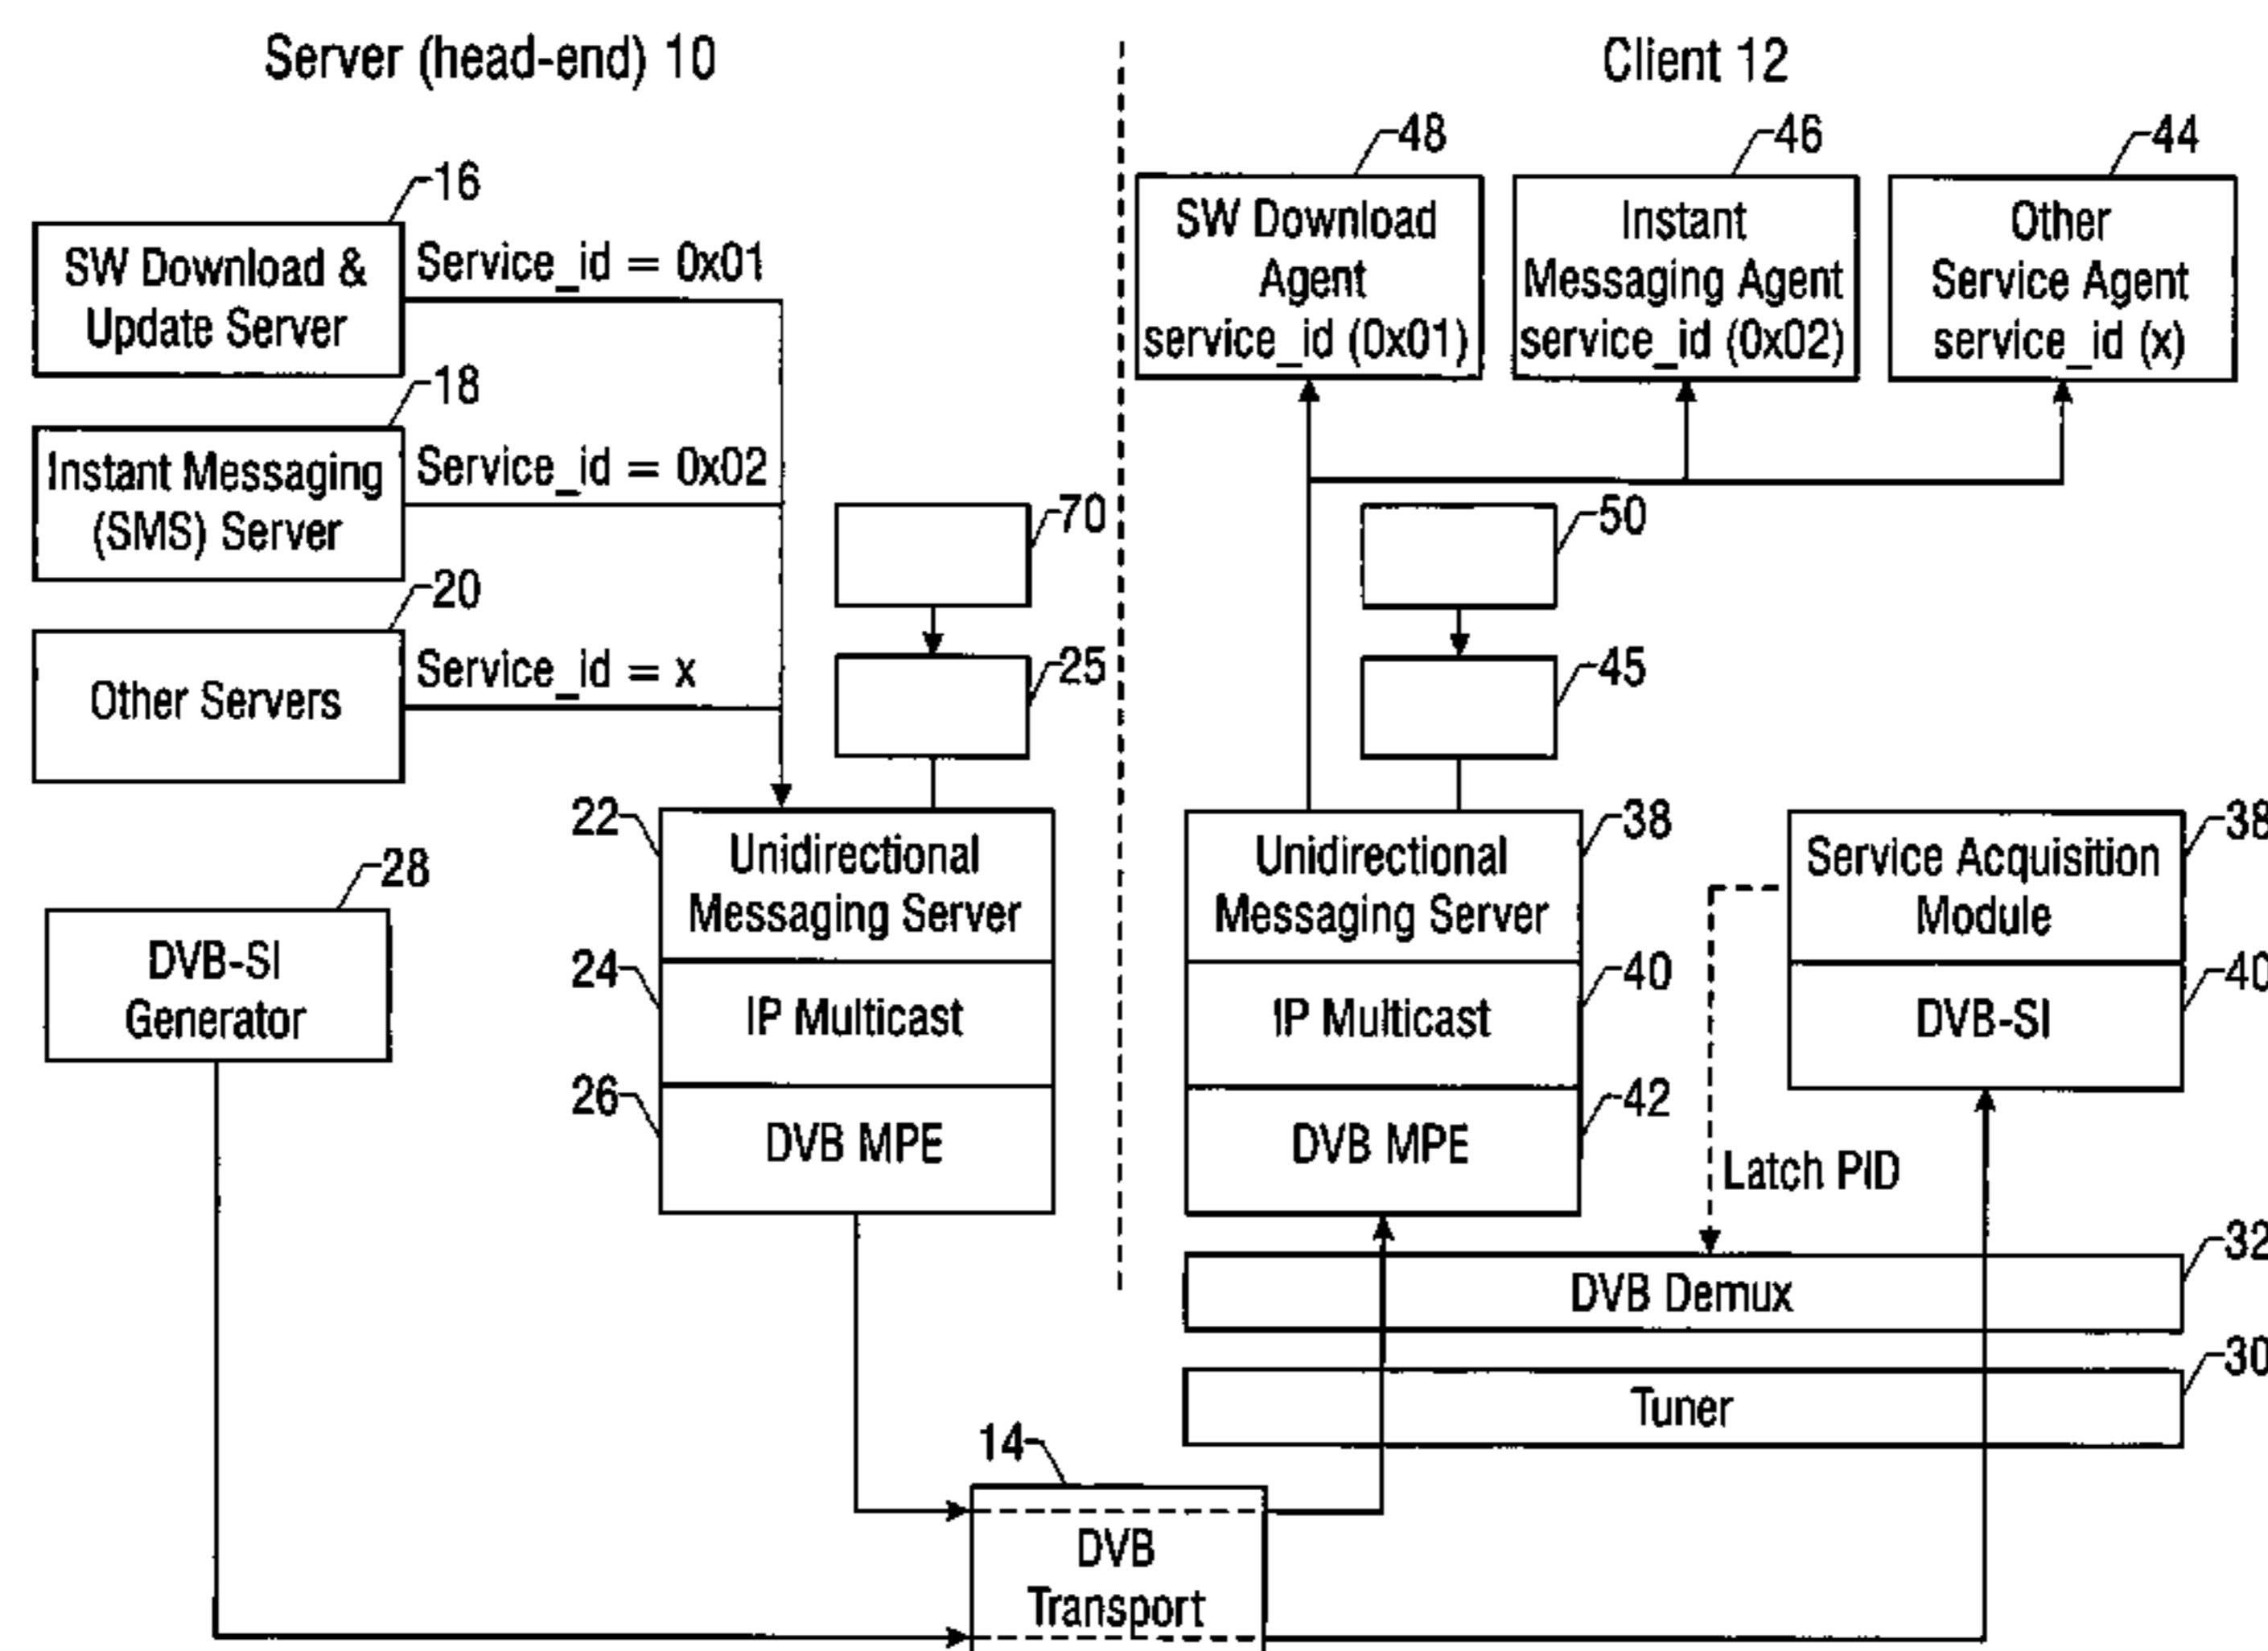 Server (head-end) 10
Client 12
16
SW Download &
Update Server
Service_id = 0x01
18
Instant Messaging
(SMS) Server
Service_id = 0x02
20
Other Servers
Service_id = x
70
25
28
DVB-SI
Generator
22
Unidirectional
Messaging Server
24
IP Multicast
26
DVB MPE
48
SW Download
Agent
service_id (0x01)
46
Instant
Messaging Agent
service_id (0x02)
44
Other
Service Agent
service_id (x)
50
45
38
Unidirectional
Messaging Server
40
IP Multicast
42
DVB MPE
38
Service Acquisition
Module
40
DVB-SI
Latch PID
32
DVB Demux
30
Tuner
14
DVB
Transport